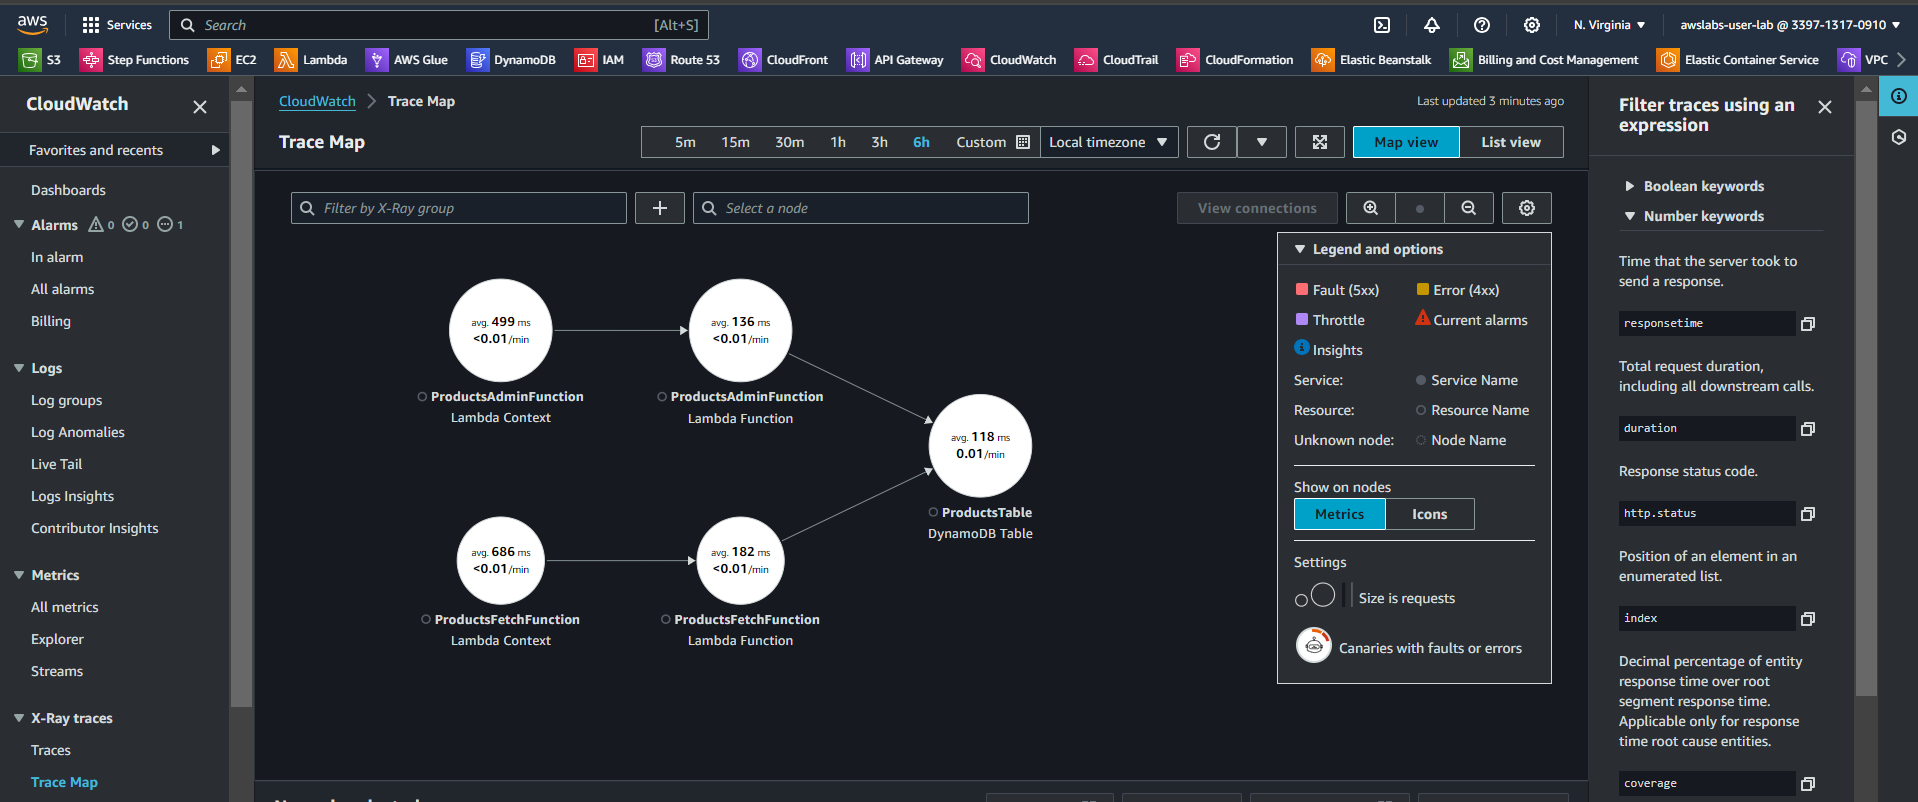 aws
Services
Search
[Alt+S]
N. Virginia
awslabs-user-lab @ 3397-1317-0910
S3
Step Functions
EC2
Lambda
AWS Glue
DynamoDB
IAM
Route 53
CloudFront
API Gateway
CloudWatch
CloudTrail
CloudFormation
Elastic Beanstalk
Billing and Cost Management
Elastic Container Service
VPC
CloudWatch
Favorites and recents
Dashboards
Alarms 0 0 1
In alarm
All alarms
Billing
Logs
Log groups
Log Anomalies
Live Tail
Logs Insights
Contributor Insights
Metrics
All metrics
Explorer
Streams
X-Ray traces
Traces
Trace Map
CloudWatch
Trace Map
Last updated 3 minutes ago
Trace Map
5m
15m
30m
1h
3h
6h
Custom
Local timezone
Map view
List view
Filter by X-Ray group
Select a node
View connections
avg. 499 ms
<0.01/min
ProductsAdminFunction
Lambda Context
avg. 136 ms
<0.01/min
ProductsAdminFunction
Lambda Function
avg. 118 ms
0.01/min
ProductsTable
DynamoDB Table
avg. 686 ms
<0.01/min
ProductsFetchFunction
Lambda Context
avg. 182 ms
<0.01/min
ProductsFetchFunction
Lambda Function
Legend and options
Fault (5xx)
Error (4xx)
Throttle
Current alarms
Insights
Service:
Service Name
Resource:
Resource Name
Unknown node:
Node Name
Show on nodes
Metrics
Icons
Settings
Size is requests
Canaries with faults or errors
Filter traces using an
expression
Boolean keywords
Number keywords
Time that the server took to
send a response.
responsetime
Total request duration,
including all downstream calls.
duration
Response status code.
http.status
Position of an element in an
enumerated list.
index
Decimal percentage of entity
response time over root
segment response time.
Applicable only for response
time root cause entities.
coverage